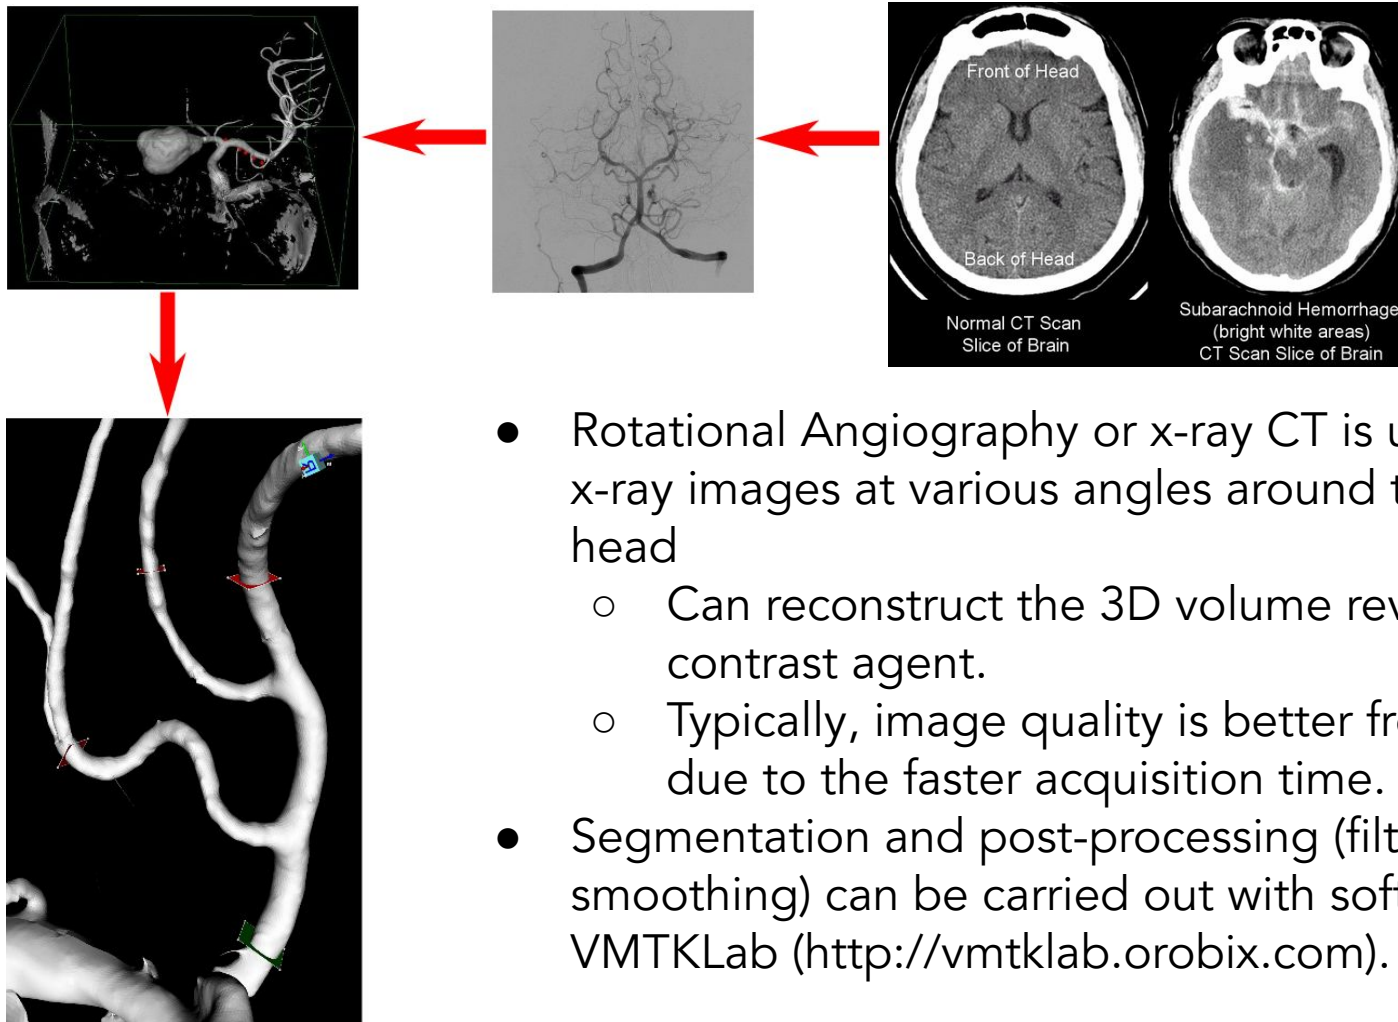 Front of Head
Back of Head
Normal CT Scan
Slice of Brain
Subarachnoid Hemorrhage
(bright white areas)
CT Scan Slice of Brain
● Rotational Angiography or x-ray CT is
x-ray images at various angles around
head
○ Can reconstruct the 3D volume
contrast agent.
○ Typically, image quality is better
due to the faster acquisition time.
● Segmentation and post-processing
smoothing) can be carried out with
VMTKLab (http://vmtklab.orobix.com).